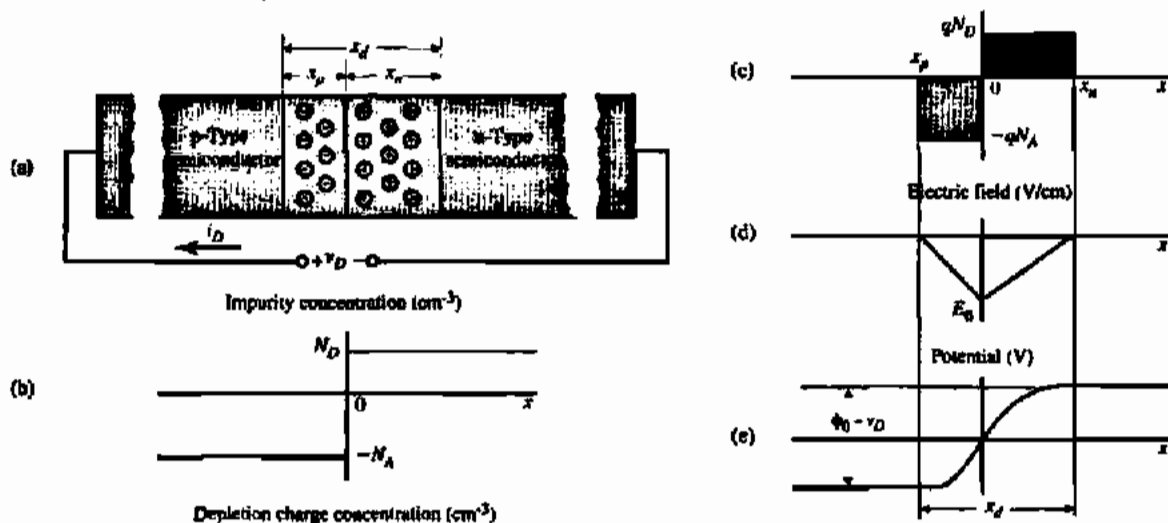 x_d
x_p x_n
(a)
p-Type
semiconductor
n-Type
semiconductor
i_D
+ v_D −
Impurity concentration (cm⁻³)
(b)
N_D
0
x
−N_A
Depletion charge concentration (cm⁻³)
(c)
qN_D
x_p
0
x_n
x
−qN_A
Electric field (V/cm)
(d)
x
E_0
Potential (V)
(e)
ϕ_0 − v_D
x
x_d